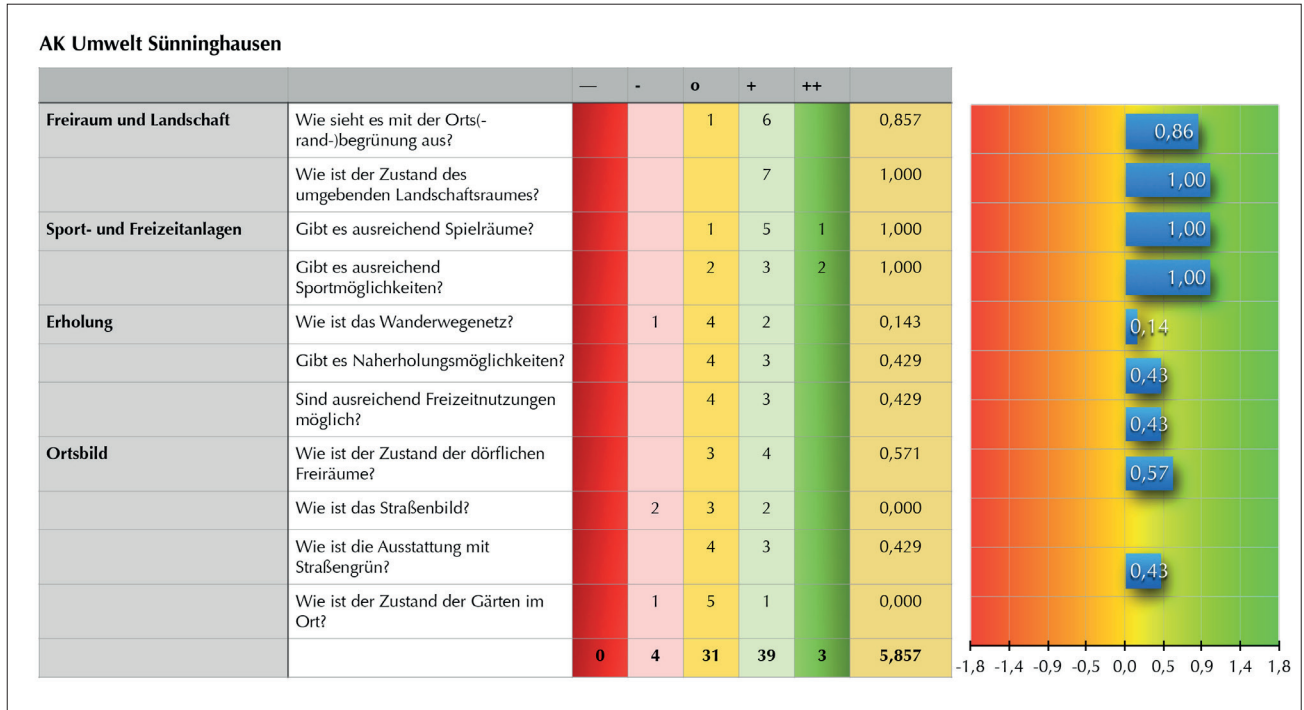 AK Umwelt Sünninghausen
— - o + ++
Freiraum und Landschaft Wie sieht es mit der Orts(- 1 6 0,857
rand-)begrünung aus?
Wie ist der Zustand des 7 1,000
umgebenden Landschaftsraumes?
Sport- und Freizeitanlagen Gibt es ausreichend Spielräume? 1 5 1 1,000
Gibt es ausreichend 2 3 2 1,000
Sportmöglichkeiten?
Erholung Wie ist das Wanderwegenetz? 1 4 2 0,143
Gibt es Naherholungsmöglichkeiten? 4 3 0,429
Sind ausreichend Freizeitnutzungen 4 3 0,429
möglich?
Ortsbild Wie ist der Zustand der dörflichen 3 4 0,571
Freiräume?
Wie ist das Straßenbild? 2 3 2 0,000
Wie ist die Ausstattung mit 4 3 0,429
Straßengrün?
Wie ist der Zustand der Gärten im 1 5 1 0,000
Ort?
0 4 31 39 3 5,857
0,86
1,00
1,00
1,00
0,14
0,43
0,43
0,57
0,43
-1,8 -1,4 -0,9 -0,5 0,0 0,5 0,9 1,4 1,8